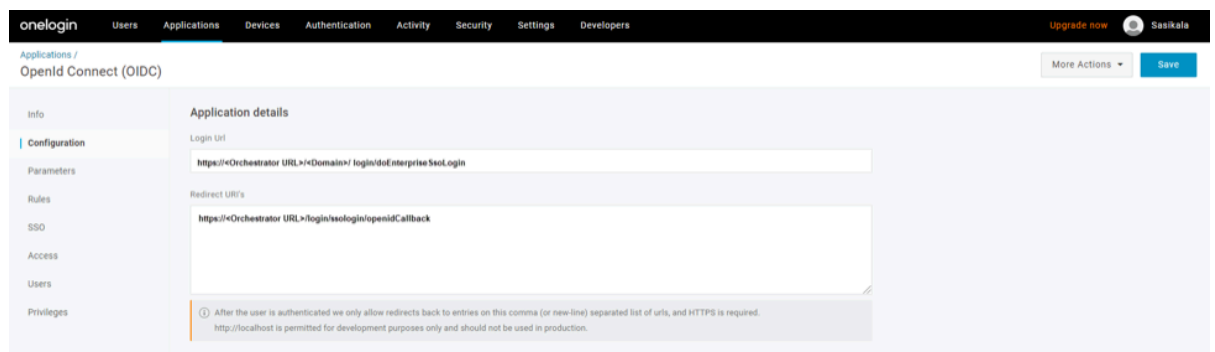 onelogin Users Applications Devices Authentication Activity Security Settings Developers Upgrade now Sasikala
Applications /
OpenId Connect (OIDC)
More Actions Save
Info
Configuration
Parameters
Rules
SSO
Access
Users
Privileges
Application details
Login Url
https://<Orchestrator URL>/<Domain>/ login/doEnterpriseSsoLogin
Redirect URI's
https://<Orchestrator URL>/login/ssologin/openidCallback
After the user is authenticated we only allow redirects back to entries on this comma (or new-line) separated list of urls, and HTTPS is required.
http://localhost is permitted for development purposes only and should not be used in production.